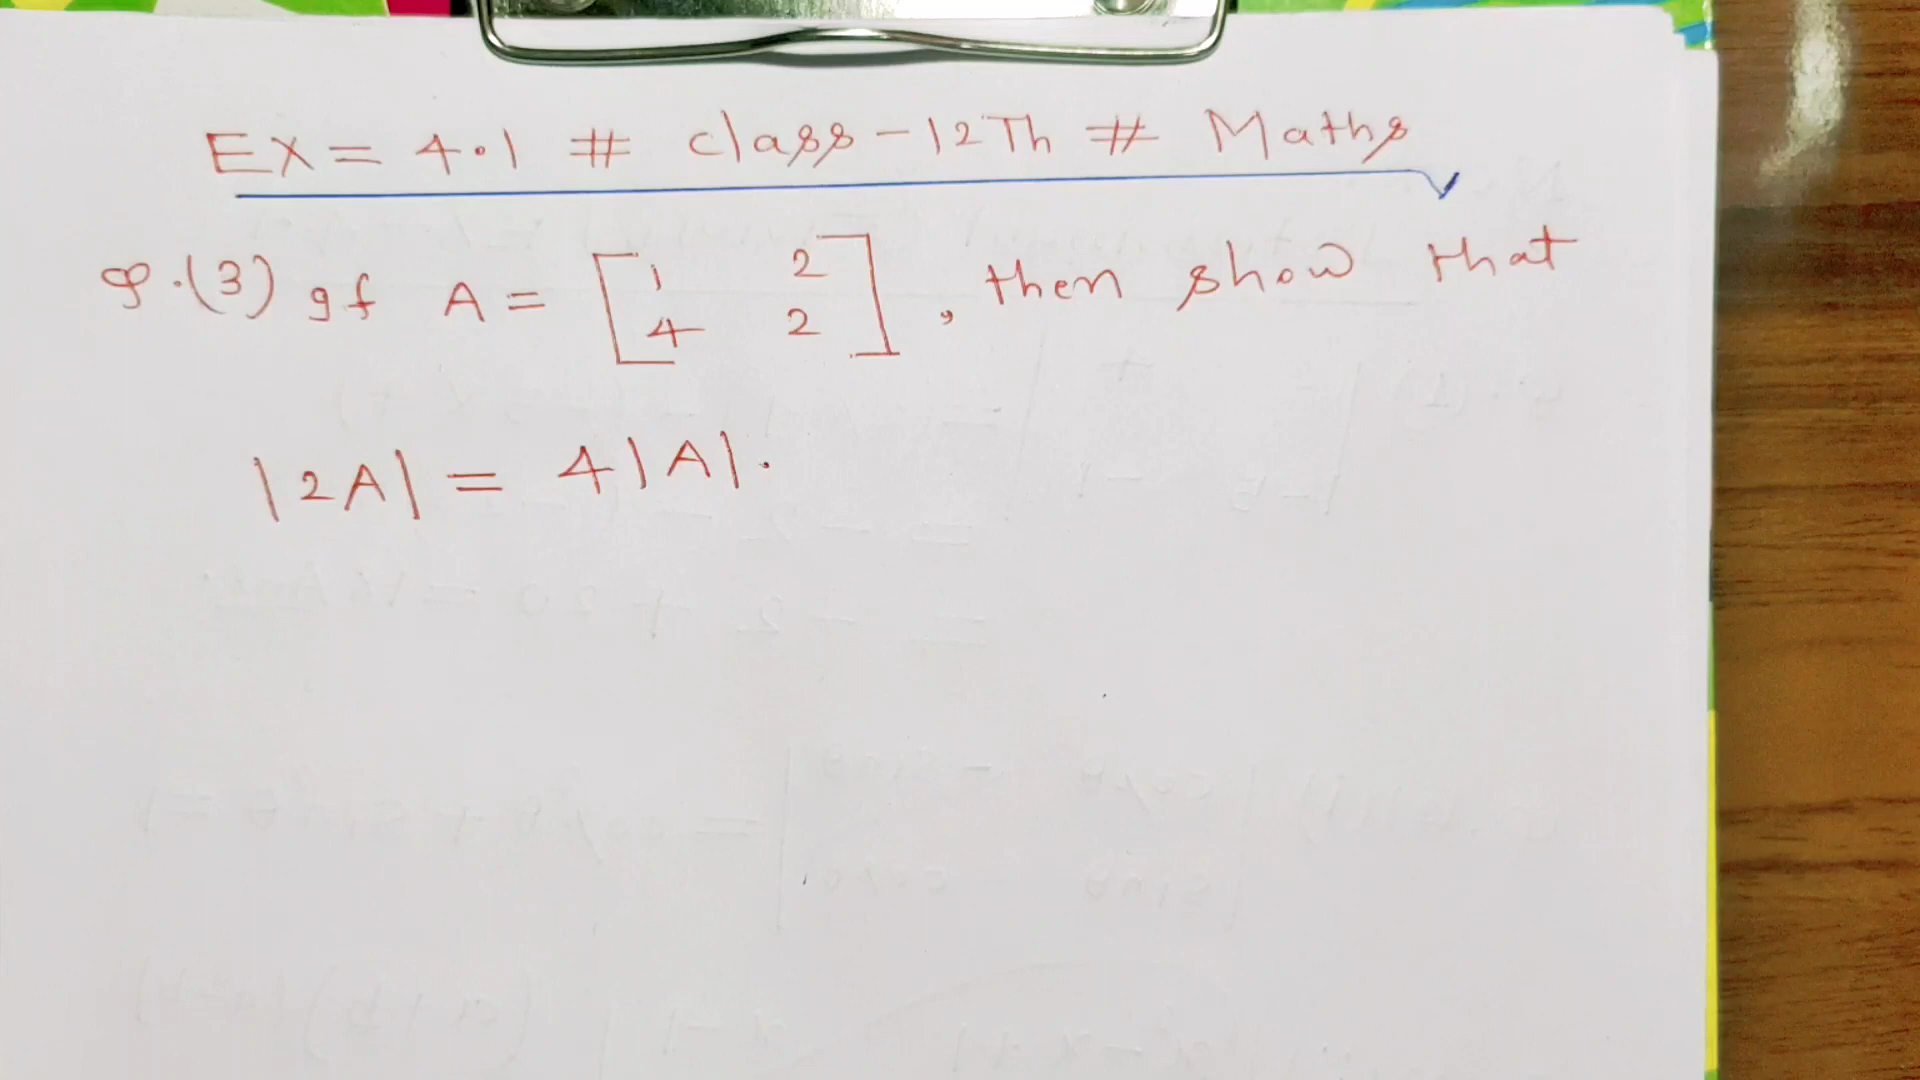 EX = 4.1 # class-12Th # Maths
Q.(3) If A = [1 2
4 2], then show that
|2A| = 4|A|.